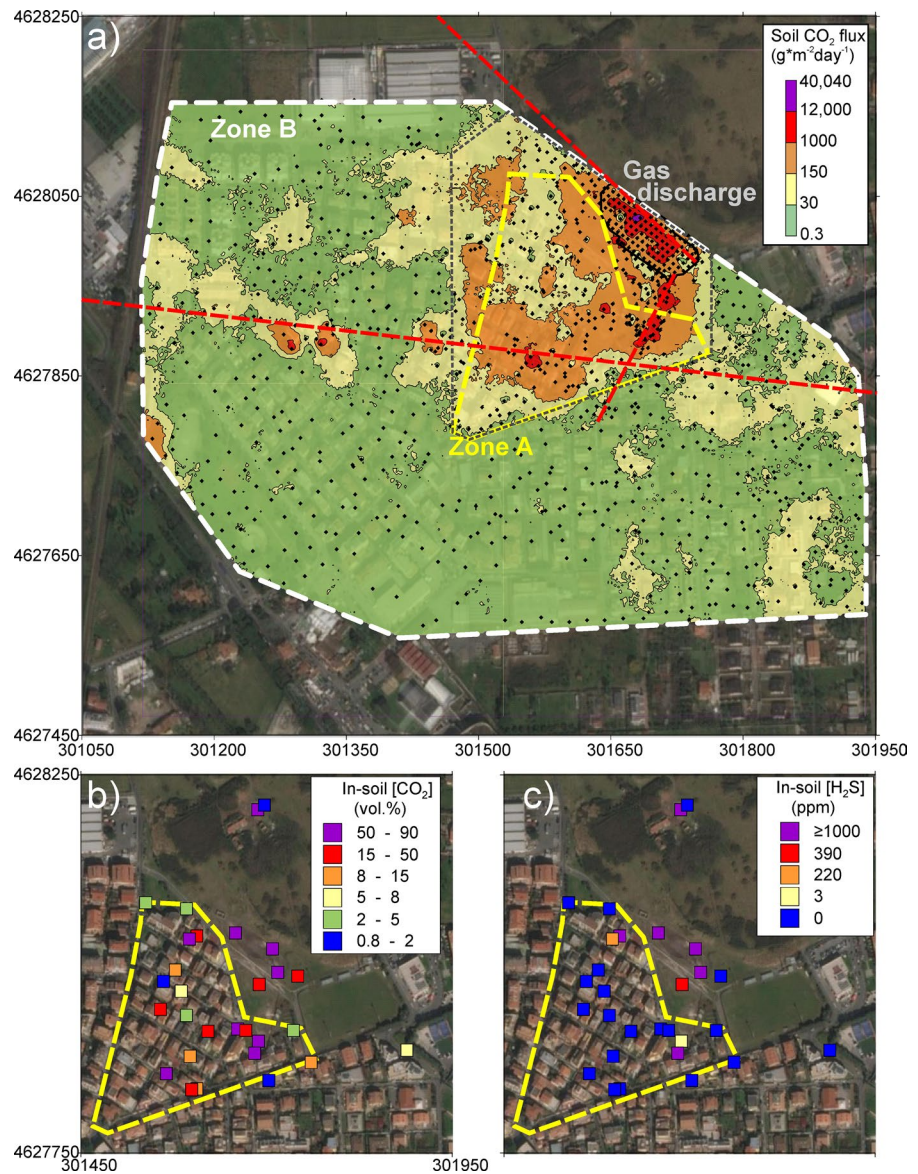 4628250
a)
Soil CO₂ flux
(g*m⁻²day⁻¹)
40,040
12,000
1000
150
30
0.3
Zone B
Gas
discharge
4628050
4627850
Zone A
4627650
4627450
301050 301200 301350 301500 301650 301800 301950
4628250
b)
In-soil [CO₂]
(vol.%)
50 - 90
15 - 50
8 - 15
5 - 8
2 - 5
0.8 - 2
c)
In-soil [H₂S]
(ppm)
≥1000
390
220
3
0
4627750
301450 301950